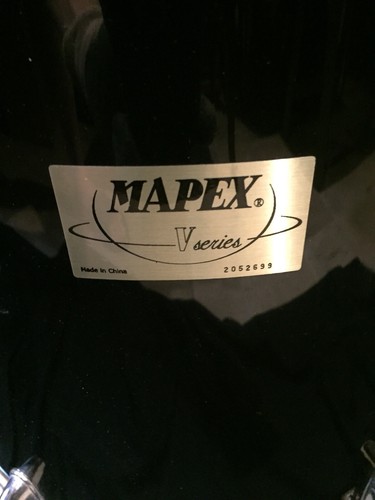 MAPEX®
V series
Made In China 2052699